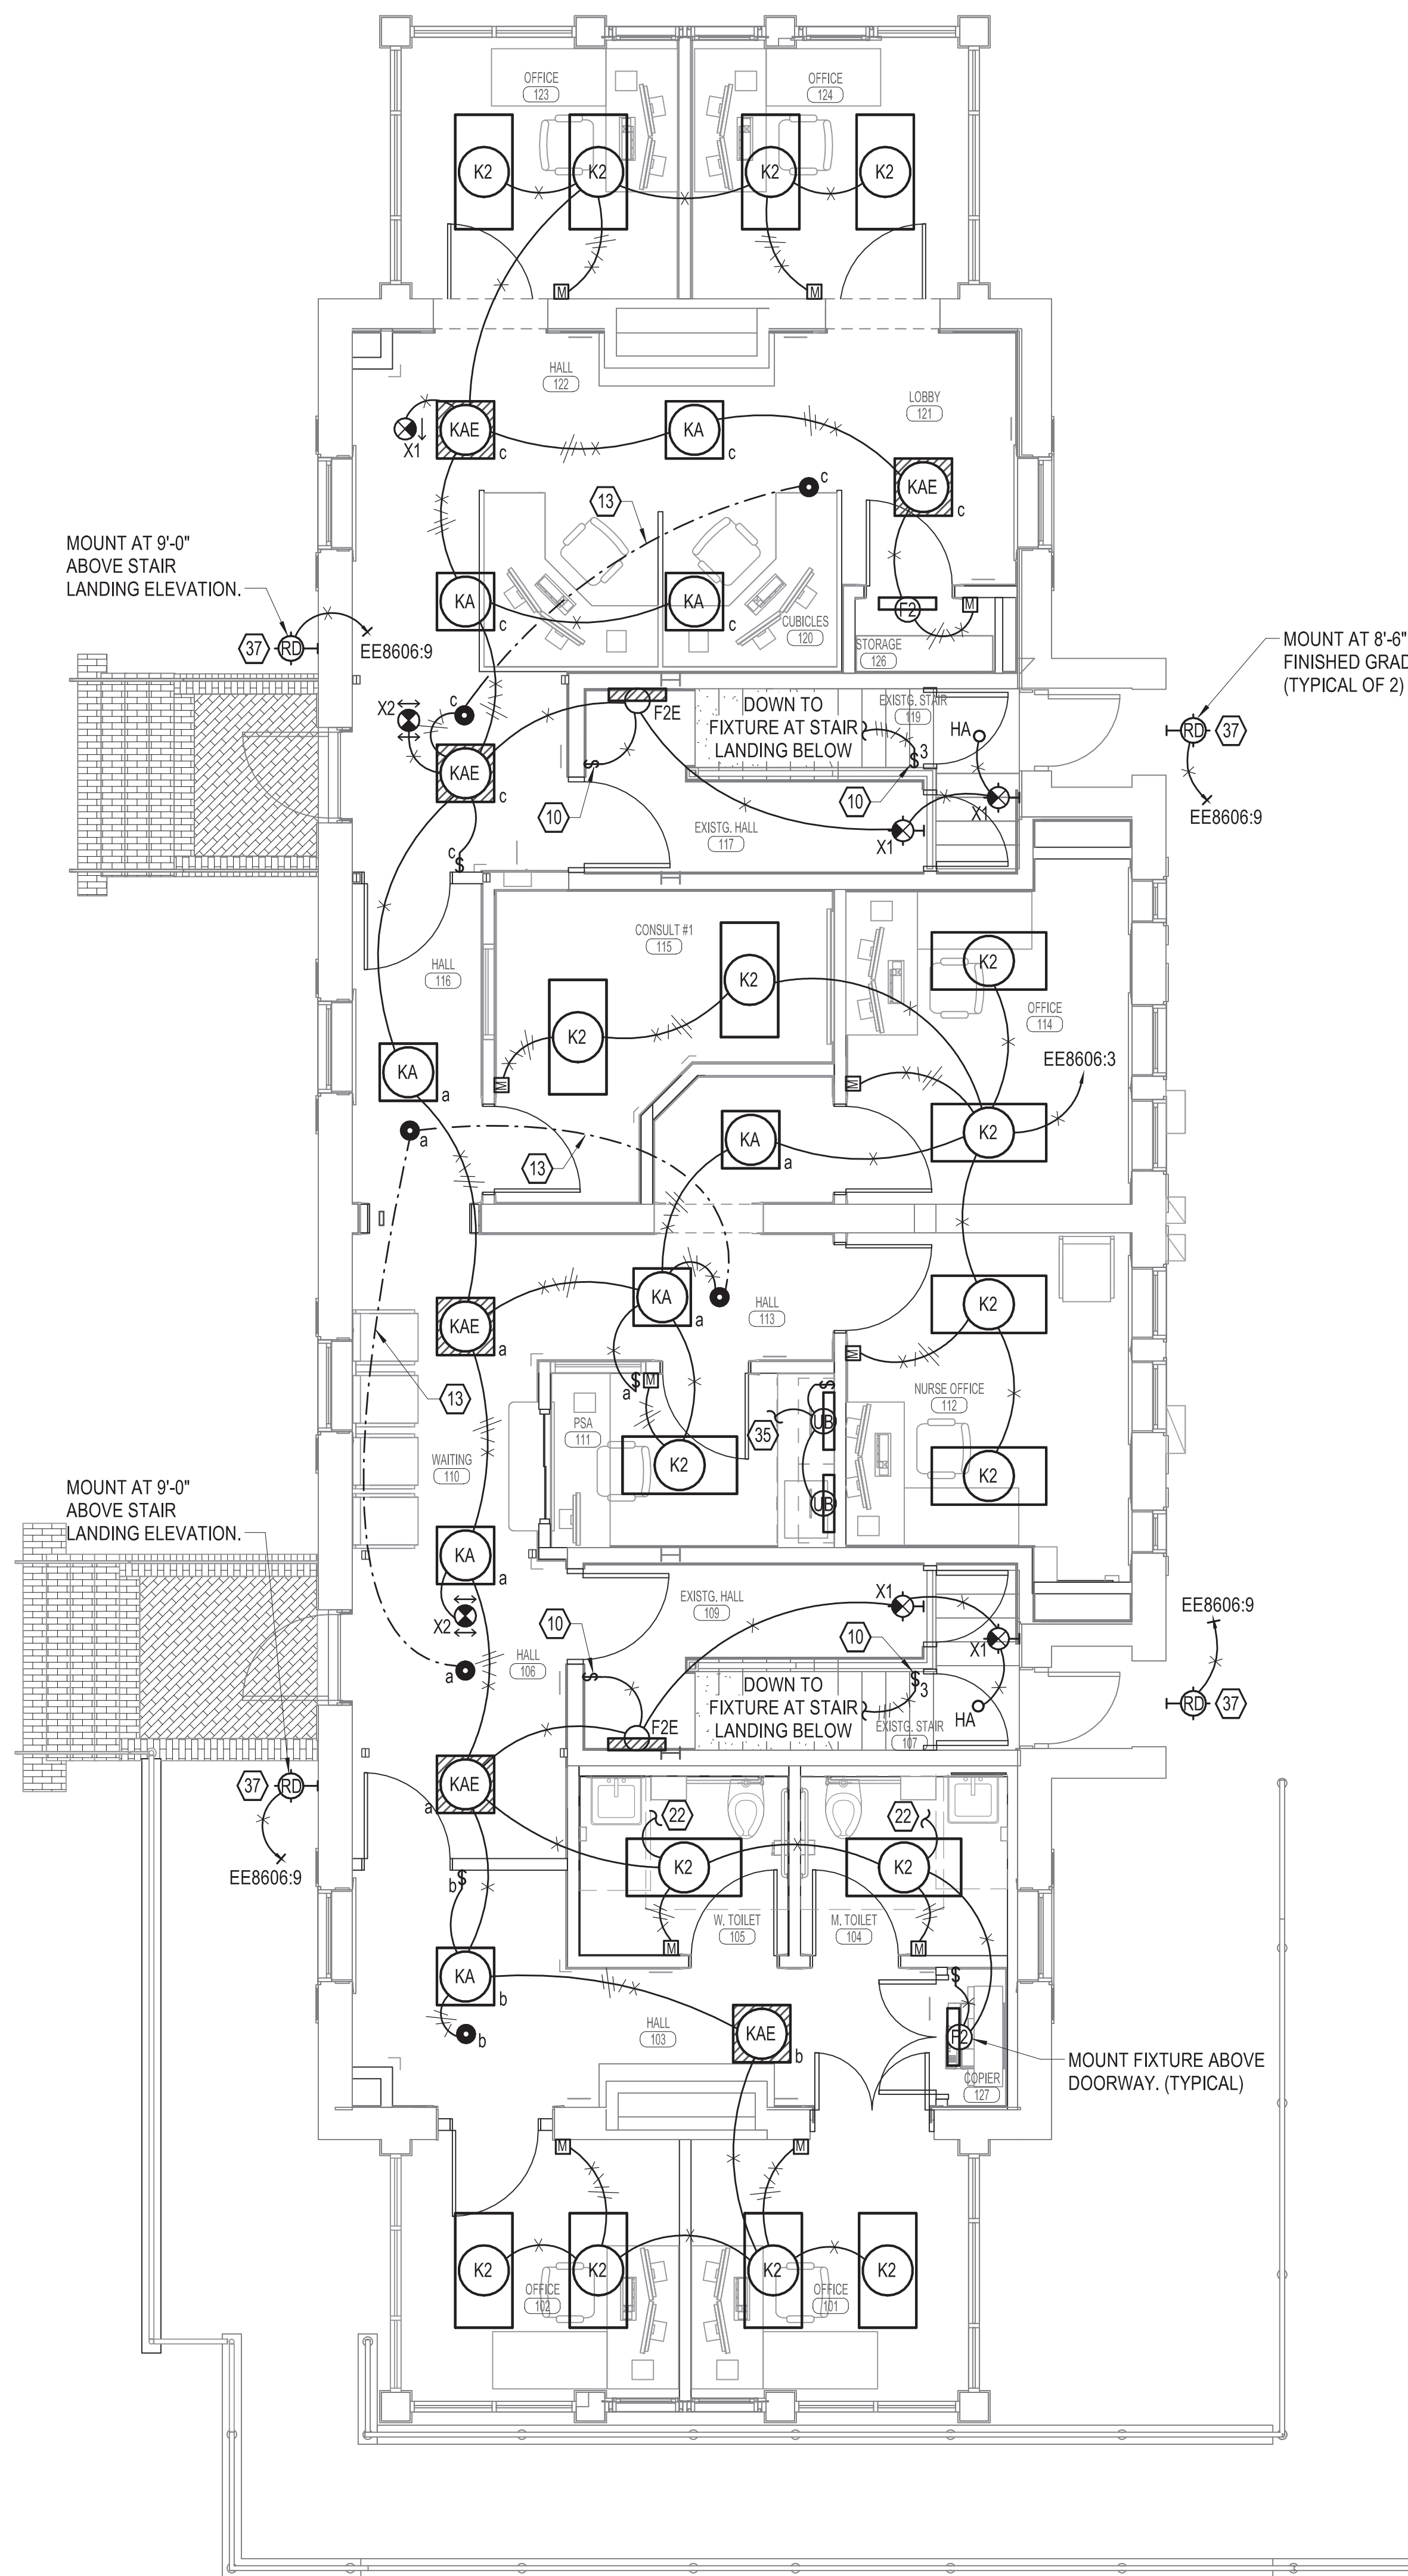 OFFICE
123
OFFICE
124
K2
K2
K2
K2
M
M
HALL
122
LOBBY
121
X1
KAE
c
KA
c
KAE
c
c
13
MOUNT AT 9'-0"
ABOVE STAIR
LANDING ELEVATION.
KA
c
KA
c
CUBICLES
120
F2
M
STORAGE
126
37
RD
EE8606:9
MOUNT AT 8'-6"
FINISHED GRAD
(TYPICAL OF 2)
X2
c
F2E
DOWN TO
FIXTURE AT STAIR
LANDING BELOW
EXISTG. STAIR
119
HA
RD
37
$
$3
KAE
c
10
10
X1
EE8606:9
EXISTG. HALL
117
X1
c
$
CONSULT #1
115
HALL
116
K2
K2
K2
OFFICE
114
EE8606:3
KA
a
M
M
a
KA
a
K2
13
KAE
a
KA
a
HALL
113
K2
M
13
a
$
M
$
PSA
111
35
UB
NURSE OFFICE
112
WAITING
110
K2
K2
UB
MOUNT AT 9'-0"
ABOVE STAIR
LANDING ELEVATION.
KA
a
X2
EXISTG. HALL
109
X1
EE8606:9
10
10
X1
HALL
106
a
$
$3
DOWN TO
FIXTURE AT STAIR
LANDING BELOW
F2E
EXISTG. STAIR
107
HA
RD
37
37
RD
KAE
a
22
22
EE8606:9
K2
K2
b
$
W. TOILET
105
M. TOILET
104
M
M
KA
b
$
b
HALL
103
KAE
b
F2
COPIER
127
MOUNT FIXTURE ABOVE
DOORWAY. (TYPICAL)
M
M
K2
K2
K2
K2
OFFICE
102
OFFICE
101